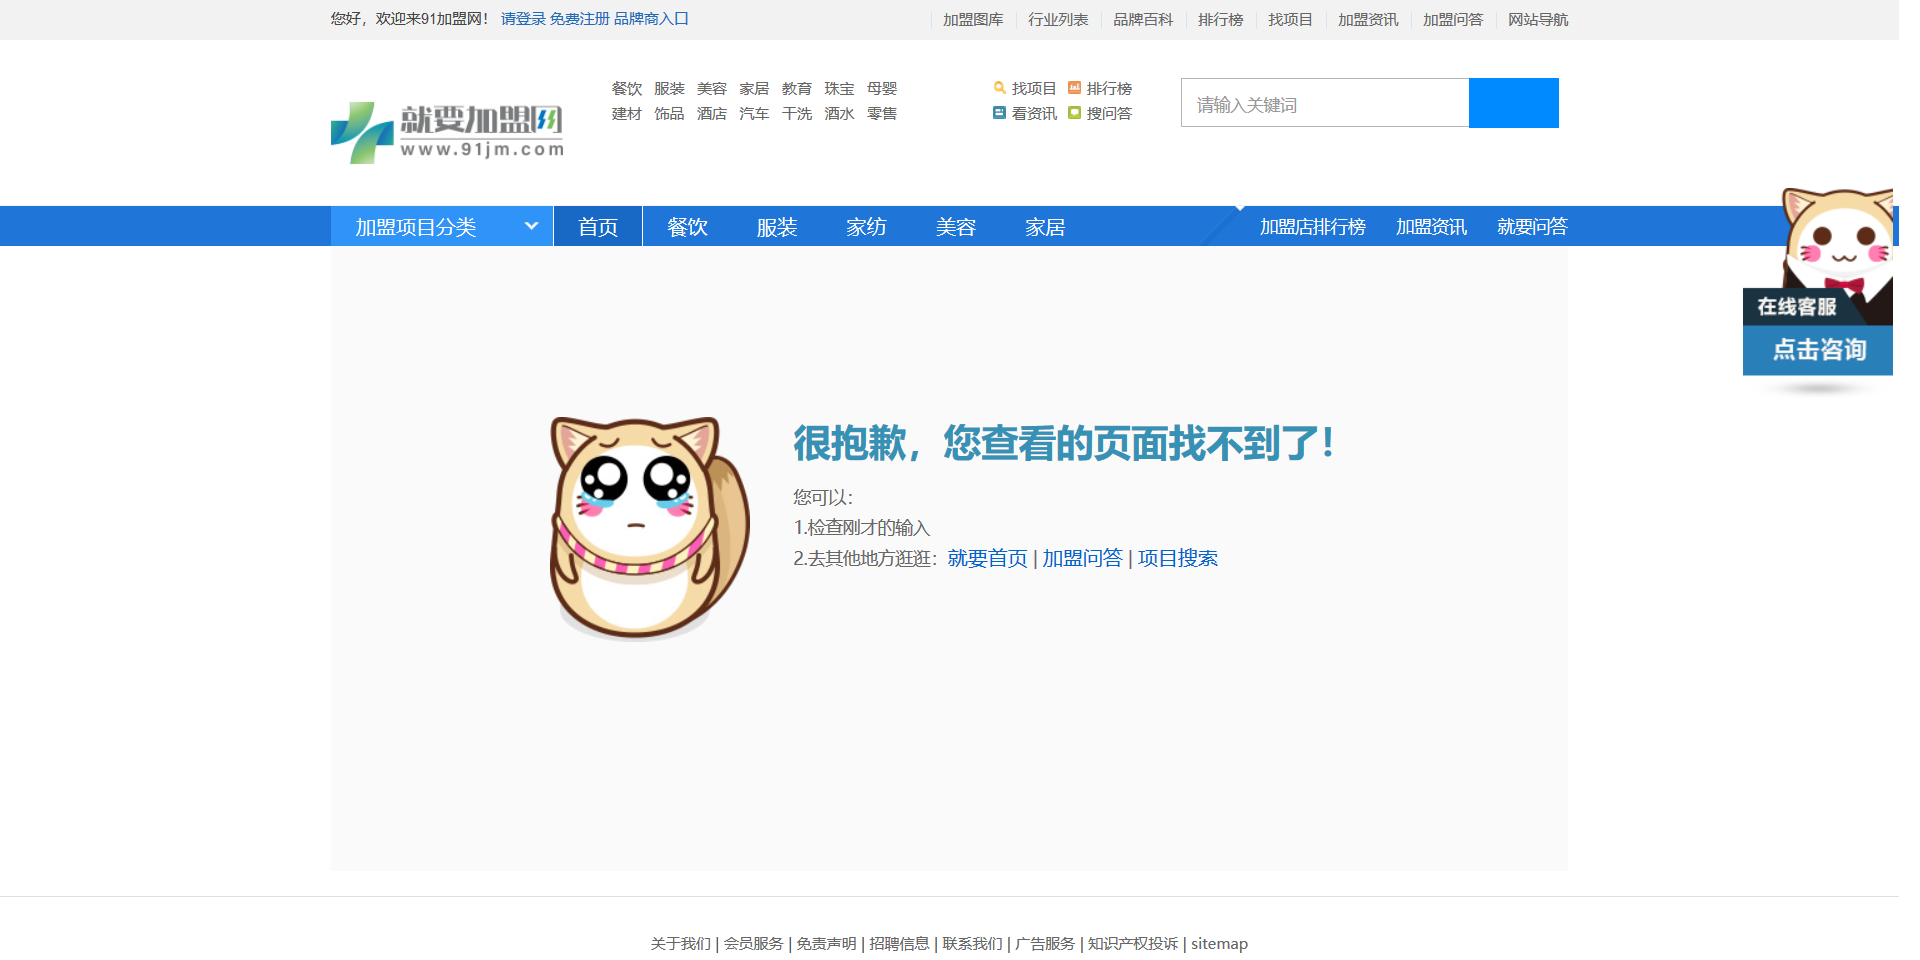 您好，欢迎来91加盟网！ 请登录 免费注册 品牌商入口
加盟图库 行业列表 品牌百科 排行榜 找项目 加盟资讯 加盟问答 网站导航
就要加盟网
www.91jm.com
餐饮 服装 美容 家居 教育 珠宝 母婴
建材 饰品 酒店 汽车 干洗 酒水 零售
找项目 排行榜
看资讯 搜问答
请输入关键词
加盟项目分类 首页 餐饮 服装 家纺 美容 家居 加盟店排行榜 加盟资讯 就要问答
在线客服
点击咨询
很抱歉，您查看的页面找不到了！
您可以：
1.检查刚才的输入
2.去其他地方逛逛：就要首页 | 加盟问答 | 项目搜索
关于我们 | 会员服务 | 免责声明 | 招聘信息 | 联系我们 | 广告服务 | 知识产权投诉 | sitemap